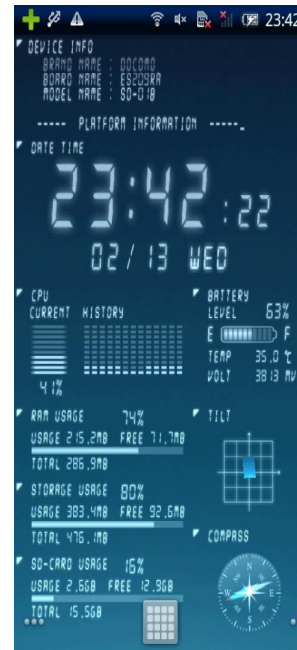 23:42
DEVICE INFO
BRAND NAME : DOCOMO
BOARD NAME : ES209RA
MODEL NAME : SO-01B
----- PLATFORM INFORMATION -----_
DATE TIME
23:42:22
02/13 WED
CPU
CURRENT HISTORY
41%
BATTERY
LEVEL 63%
E F
TEMP 35.0 ℃
VOLT 3813 MV
RAM USAGE 74%
USAGE 215.2MB FREE 71.7MB
TOTAL 286.9MB
TILT
STORAGE USAGE 80%
USAGE 383.4MB FREE 92.6MB
TOTAL 476.1MB
COMPASS
N
W E
S
SD-CARD USAGE 16%
USAGE 2.6GB FREE 12.9GB
TOTAL 15.5GB